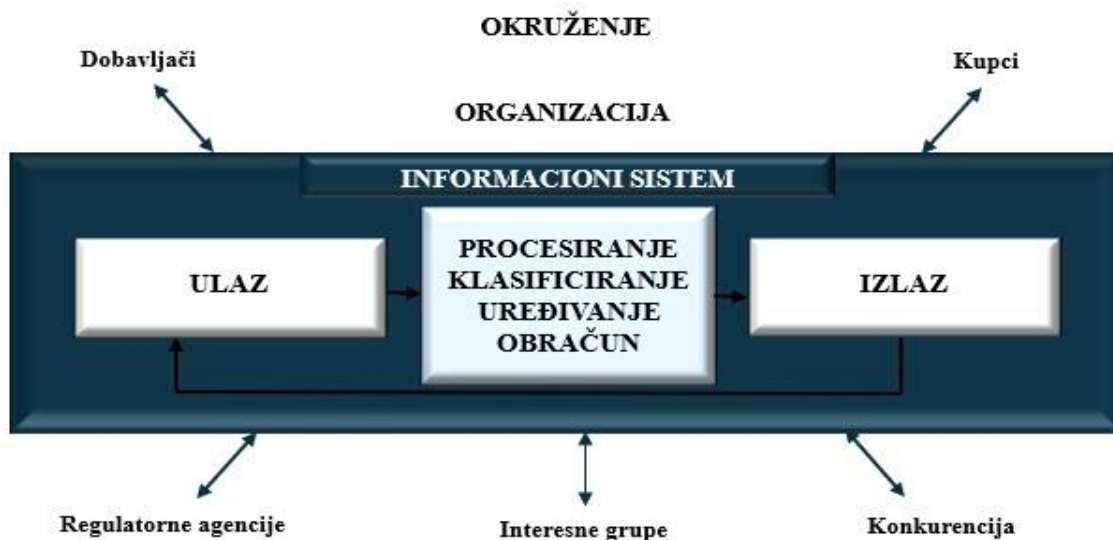 OKRUŽENJE
Dobavljači
Kupci
ORGANIZACIJA
INFORMACIONI SISTEM
ULAZ
PROCESIRANJE
KLASIFICIRANJE
UREĐIVANJE
OBRAČUN
IZLAZ
Regulatorne agencije
Interesne grupe
Konkurencija